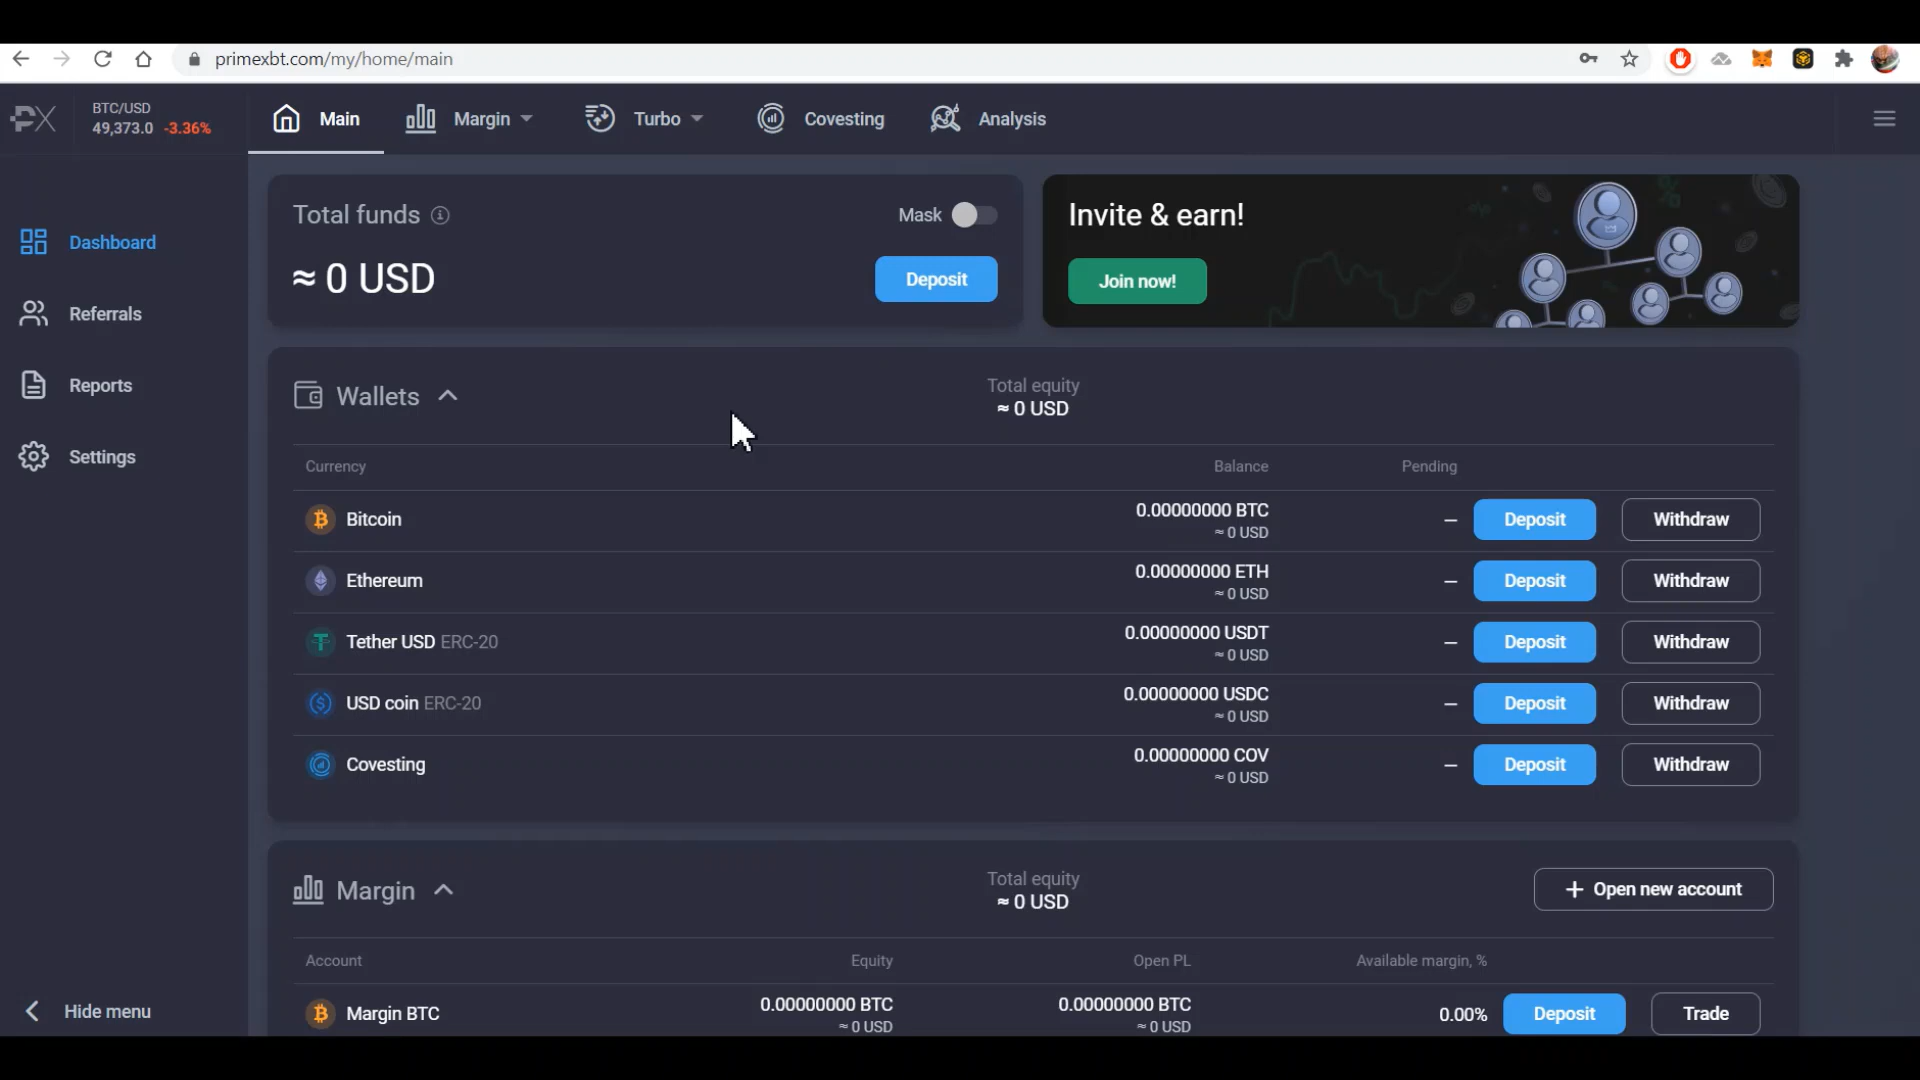 primexbt.com/my/home/main
PX
BTC/USD
49,373.0 -3.36%
Main
Margin
Turbo
Covesting
Analysis
Dashboard
Referrals
Reports
Settings
Hide menu
Total funds
Mask
≈ 0 USD
Deposit
Invite & earn!
Join now!
Wallets
Total equity
≈ 0 USD
Currency Balance Pending
Bitcoin 0.00000000 BTC – Deposit Withdraw
≈ 0 USD
Ethereum 0.00000000 ETH – Deposit Withdraw
≈ 0 USD
Tether USD ERC-20 0.00000000 USDT – Deposit Withdraw
≈ 0 USD
USD coin ERC-20 0.00000000 USDC – Deposit Withdraw
≈ 0 USD
Covesting 0.00000000 COV – Deposit Withdraw
≈ 0 USD
Margin
Total equity
≈ 0 USD
+ Open new account
Account Equity Open PL Available margin, %
Margin BTC 0.00000000 BTC 0.00000000 BTC 0.00% Deposit Trade
≈ 0 USD ≈ 0 USD